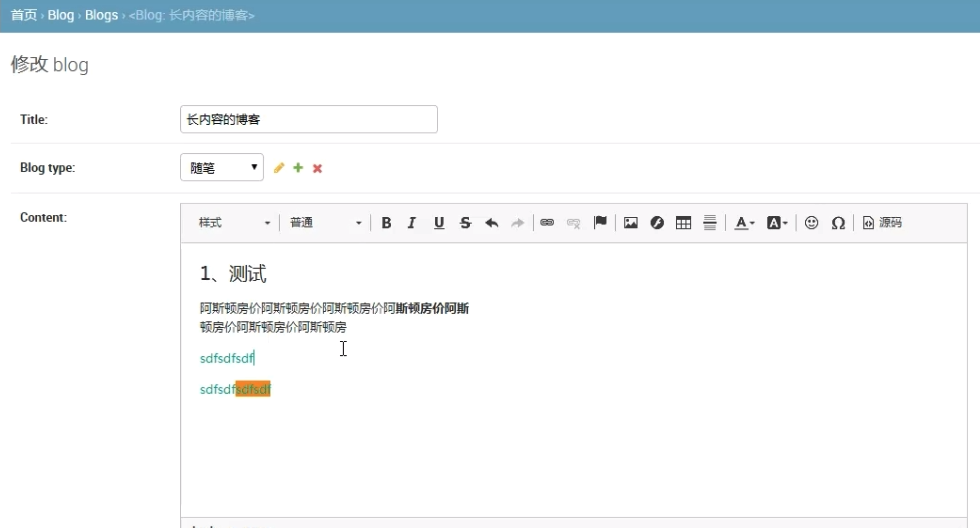 首页 › Blog › Blogs › <Blog: 长内容的博客>
修改 blog
Title: 长内容的博客
Blog type: 随笔
Content:
样式 普通 B I U S A A Ω 源码
1、测试
阿斯顿房价阿斯顿房价阿斯顿房价阿斯顿房价阿斯
顿房价阿斯顿房价阿斯顿房
sdfsdfsdf
sdfsdfsdfsdf